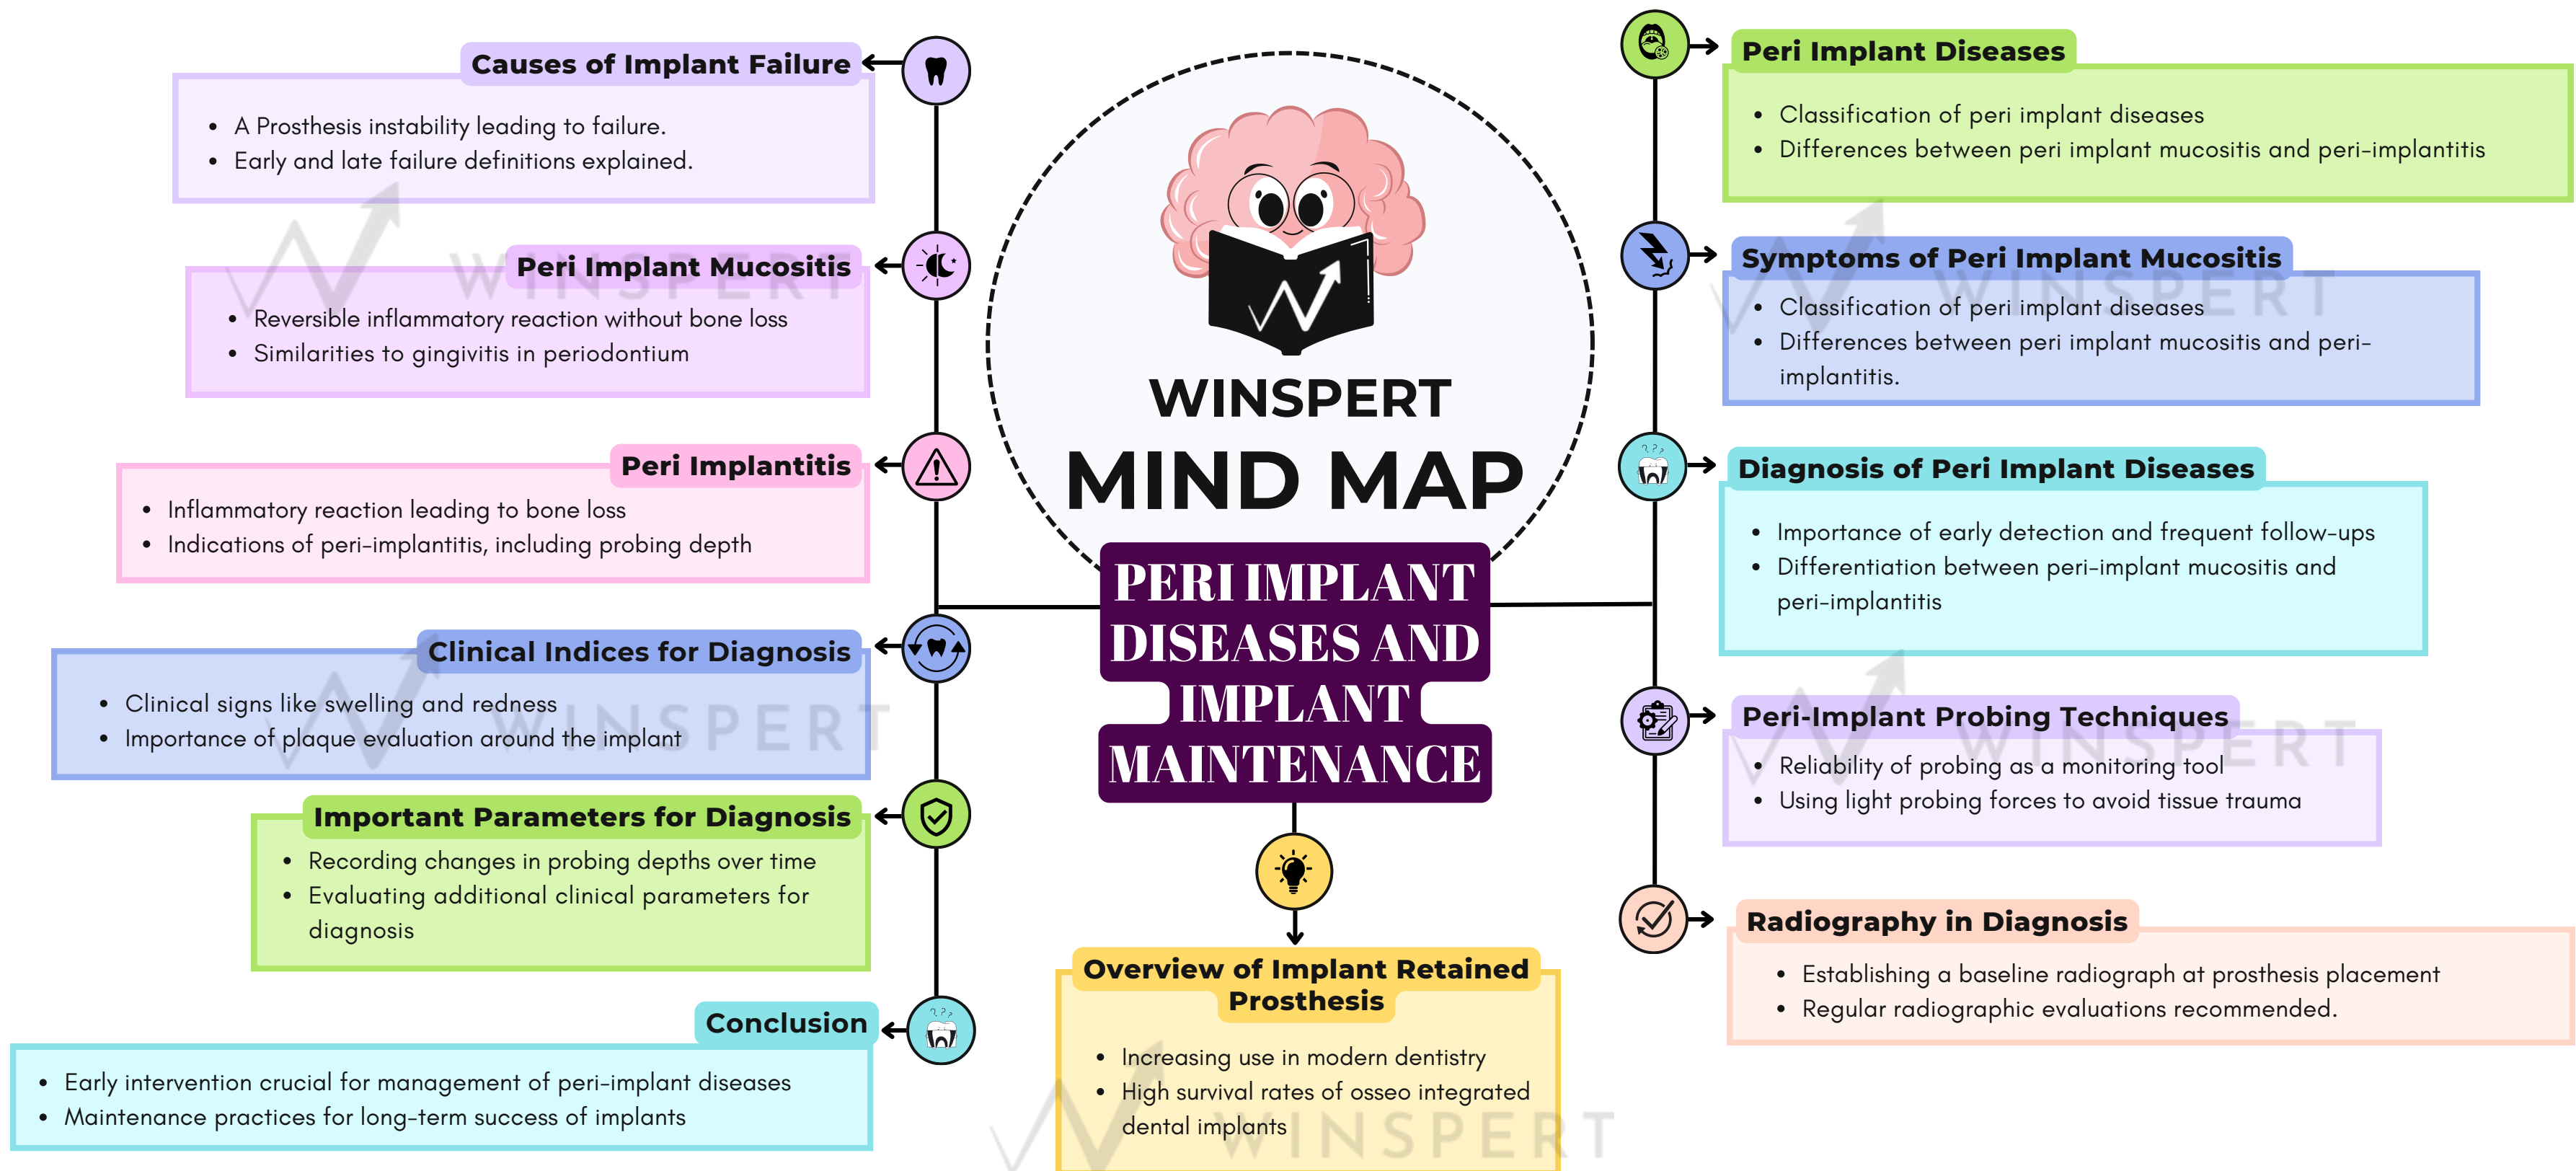 Causes of Implant Failure
A Prosthesis instability leading to failure.
Early and late failure definitions explained.
Peri Implant Mucositis
Reversible inflammatory reaction without bone loss
Similarities to gingivitis in periodontium
Peri Implantitis
Inflammatory reaction leading to bone loss
Indications of peri-implantitis, including probing depth
Clinical Indices for Diagnosis
Clinical signs like swelling and redness
Importance of plaque evaluation around the implant
Important Parameters for Diagnosis
Recording changes in probing depths over time
Evaluating additional clinical parameters for
diagnosis
Conclusion
Early intervention crucial for management of peri-implant diseases
Maintenance practices for long-term success of implants
WINSPERT
MIND MAP
PERI IMPLANT
DISEASES AND
IMPLANT
MAINTENANCE
Overview of Implant Retained
Prosthesis
Increasing use in modern dentistry
High survival rates of osseo integrated
dental implants
Peri Implant Diseases
Classification of peri implant diseases
Differences between peri implant mucositis and peri-implantitis
Symptoms of Peri Implant Mucositis
Classification of peri implant diseases
Differences between peri implant mucositis and peri-
implantitis.
Diagnosis of Peri Implant Diseases
? ? ?
Importance of early detection and frequent follow-ups
Differentiation between peri-implant mucositis and
peri-implantitis
Peri-Implant Probing Techniques
Reliability of probing as a monitoring tool
Using light probing forces to avoid tissue trauma
Radiography in Diagnosis
Establishing a baseline radiograph at prosthesis placement
Regular radiographic evaluations recommended.
? ? ?
WINSPERT
WINSPERT
WINSPERT
WINSPERT
WINSPERT